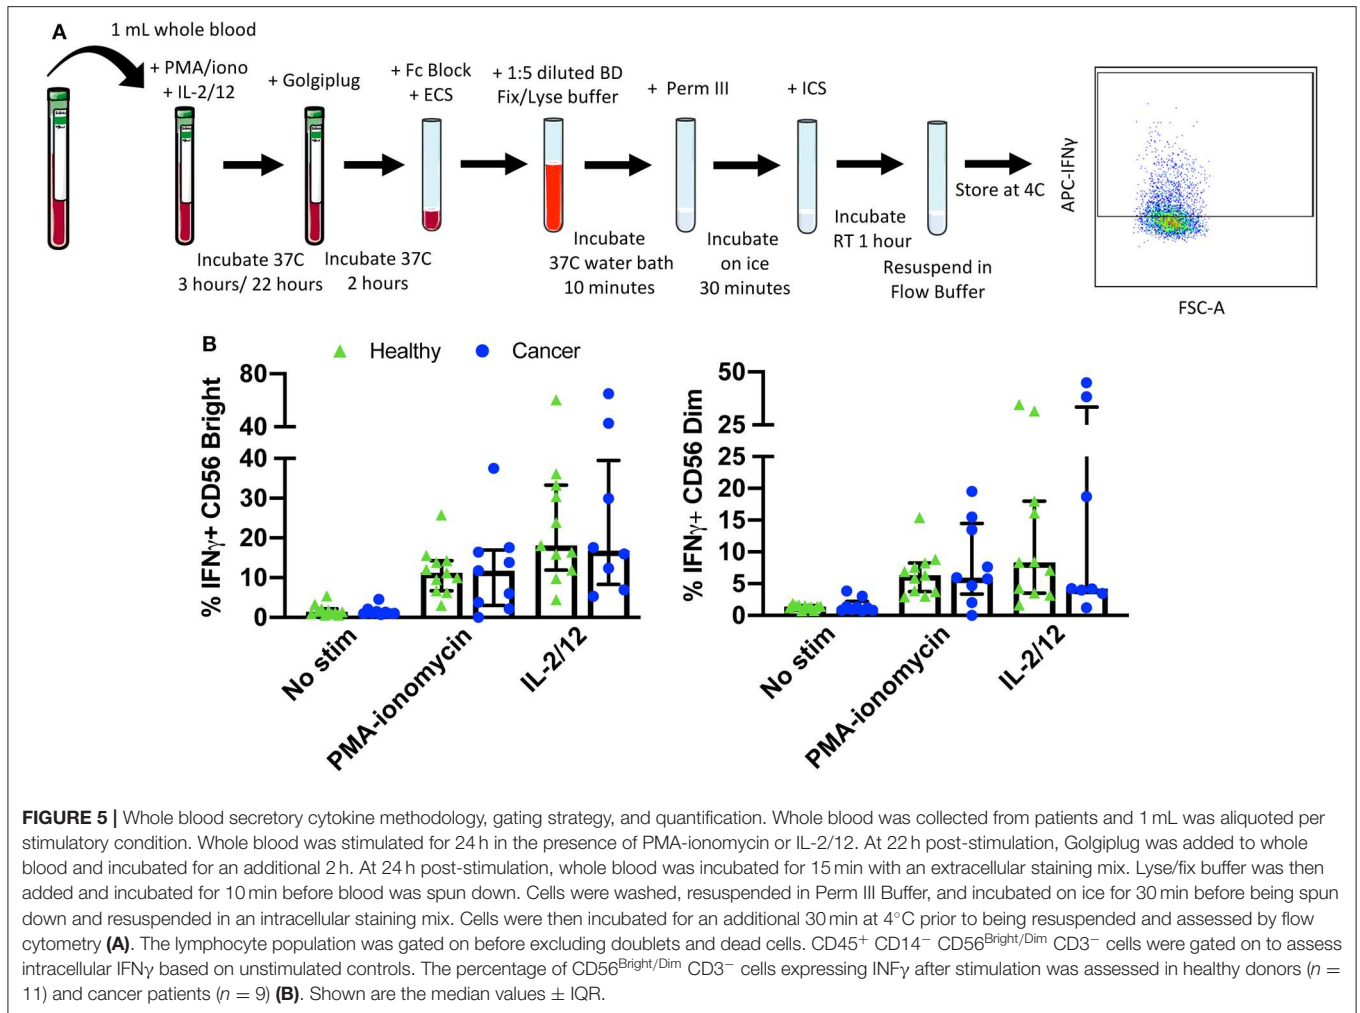 A
1 mL whole blood
+ PMA/iono
+ IL-2/12
+ Golgiplug
+ Fc Block
+ ECS
+ 1:5 diluted BD
Fix/Lyse buffer
+ Perm III
+ ICS
Incubate 37C
3 hours/ 22 hours
Incubate 37C
2 hours
Incubate
37C water bath
10 minutes
Incubate
on ice
30 minutes
Incubate
RT 1 hour
Resuspend in
Flow Buffer
Store at 4C
APC-IFNγ
FSC-A
B
Healthy
Cancer
% IFNγ+ CD56 Bright
80
40
40
30
20
10
0
No stim
PMA-ionomycin
IL-2/12
% IFNγ+ CD56 Dim
50
25
25
20
15
10
5
0
No stim
PMA-ionomycin
IL-2/12
FIGURE 5 | Whole blood secretory cytokine methodology, gating strategy, and quantification. Whole blood was collected from patients and 1 mL was aliquoted per
stimulatory condition. Whole blood was stimulated for 24 h in the presence of PMA-ionomycin or IL-2/12. At 22 h post-stimulation, Golgiplug was added to whole
blood and incubated for an additional 2 h. At 24 h post-stimulation, whole blood was incubated for 15 min with an extracellular staining mix. Lyse/fix buffer was then
added and incubated for 10 min before blood was spun down. Cells were washed, resuspended in Perm III Buffer, and incubated on ice for 30 min before being spun
down and resuspended in an intracellular staining mix. Cells were then incubated for an additional 30 min at 4°C prior to being resuspended and assessed by flow
cytometry (A). The lymphocyte population was gated on before excluding doublets and dead cells. CD45+ CD14− CD56Bright/Dim CD3− cells were gated on to assess
intracellular IFNγ based on unstimulated controls. The percentage of CD56Bright/Dim CD3− cells expressing INFγ after stimulation was assessed in healthy donors (n =
11) and cancer patients (n = 9) (B). Shown are the median values ± IQR.